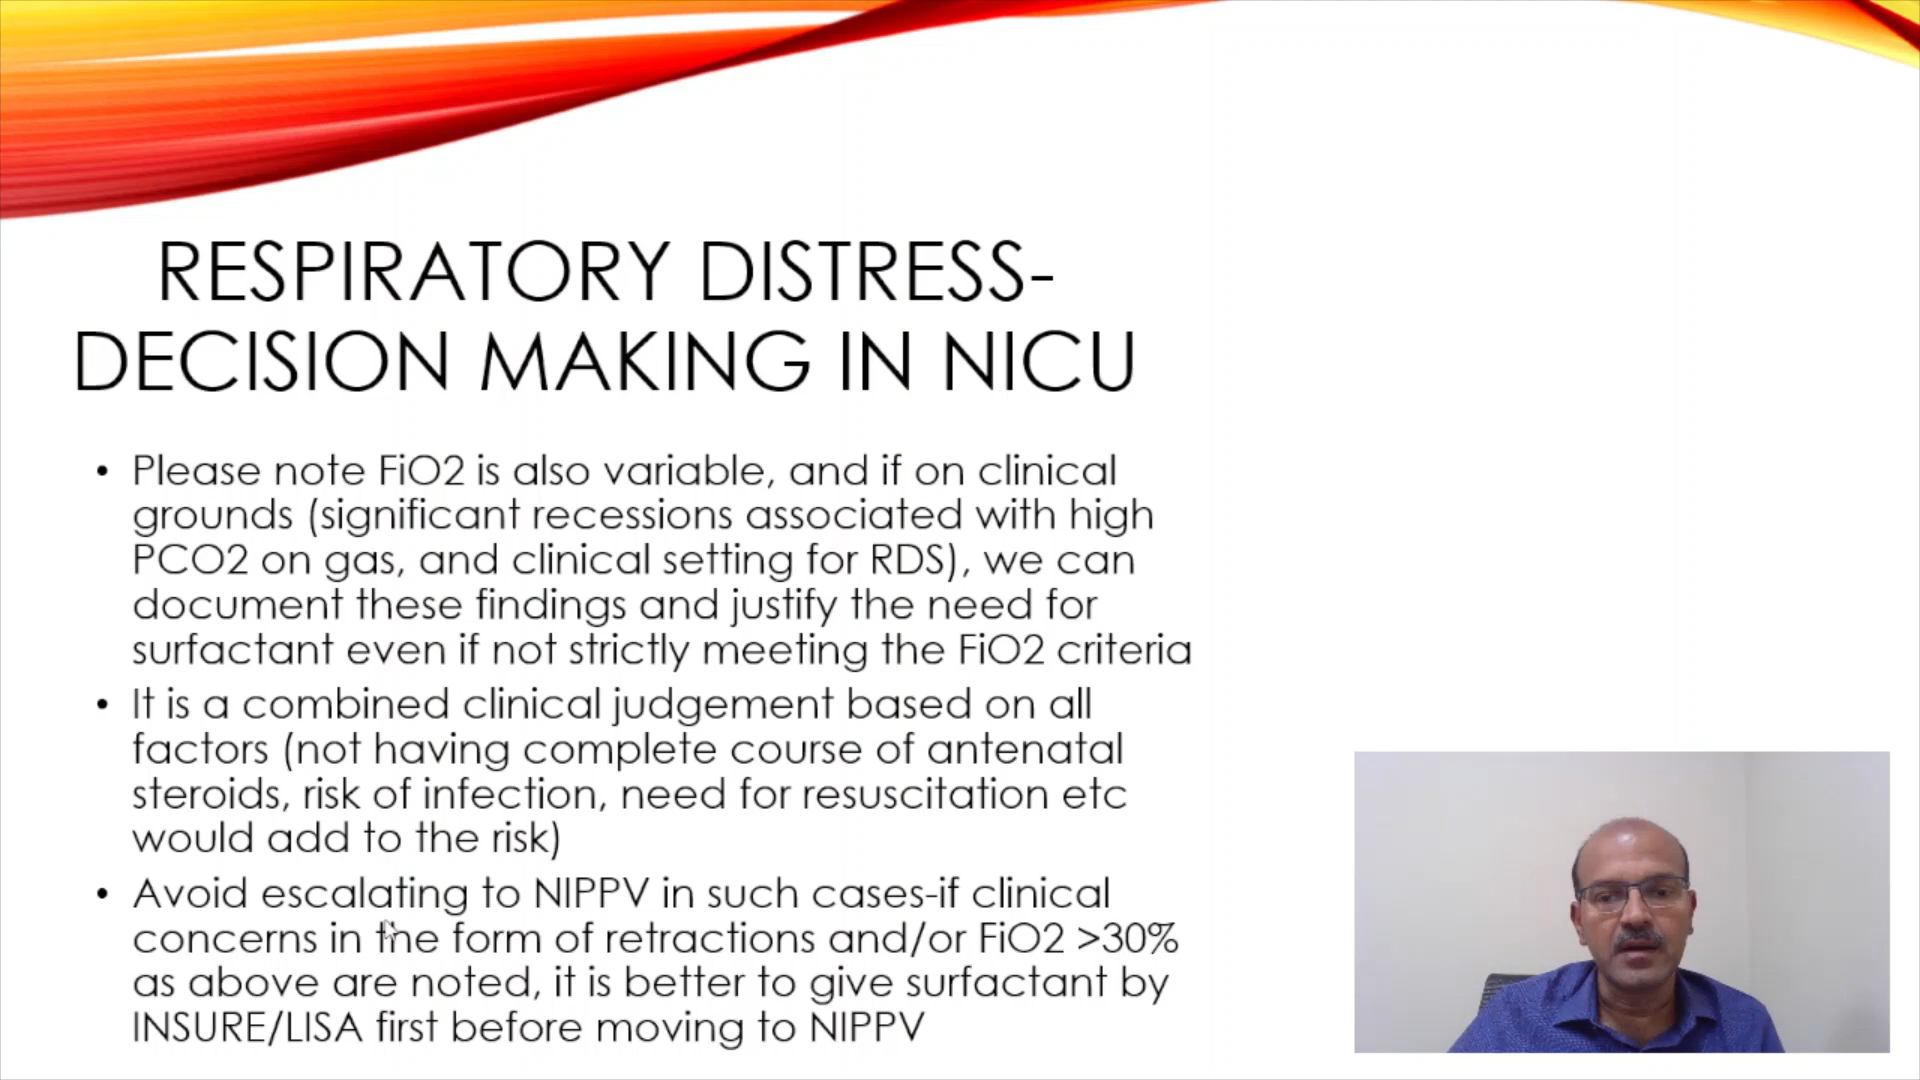 RESPIRATORY DISTRESS-
DECISION MAKING IN NICU
• Please note FiO2 is also variable, and if on clinical
grounds (significant recessions associated with high
PCO2 on gas, and clinical setting for RDS), we can
document these findings and justify the need for
surfactant even if not strictly meeting the FiO2 criteria
• It is a combined clinical judgement based on all
factors (not having complete course of antenatal
steroids, risk of infection, need for resuscitation etc
would add to the risk)
• Avoid escalating to NIPPV in such cases-if clinical
concerns in the form of retractions and/or FiO2 >30%
as above are noted, it is better to give surfactant by
INSURE/LISA first before moving to NIPPV